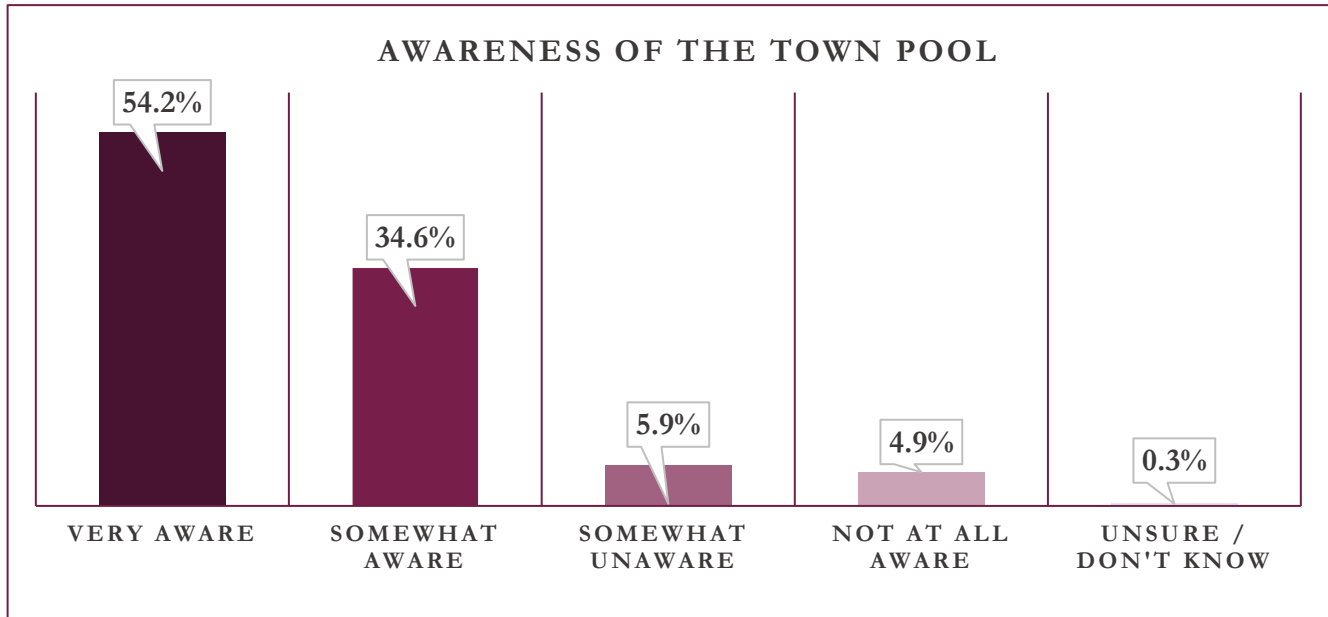 AWARENESS OF THE TOWN POOL
54.2%
34.6%
5.9%
4.9%
0.3%
VERY AWARE
SOMEWHAT
AWARE
SOMEWHAT
UNAWARE
NOT AT ALL
AWARE
UNSURE /
DON'T KNOW